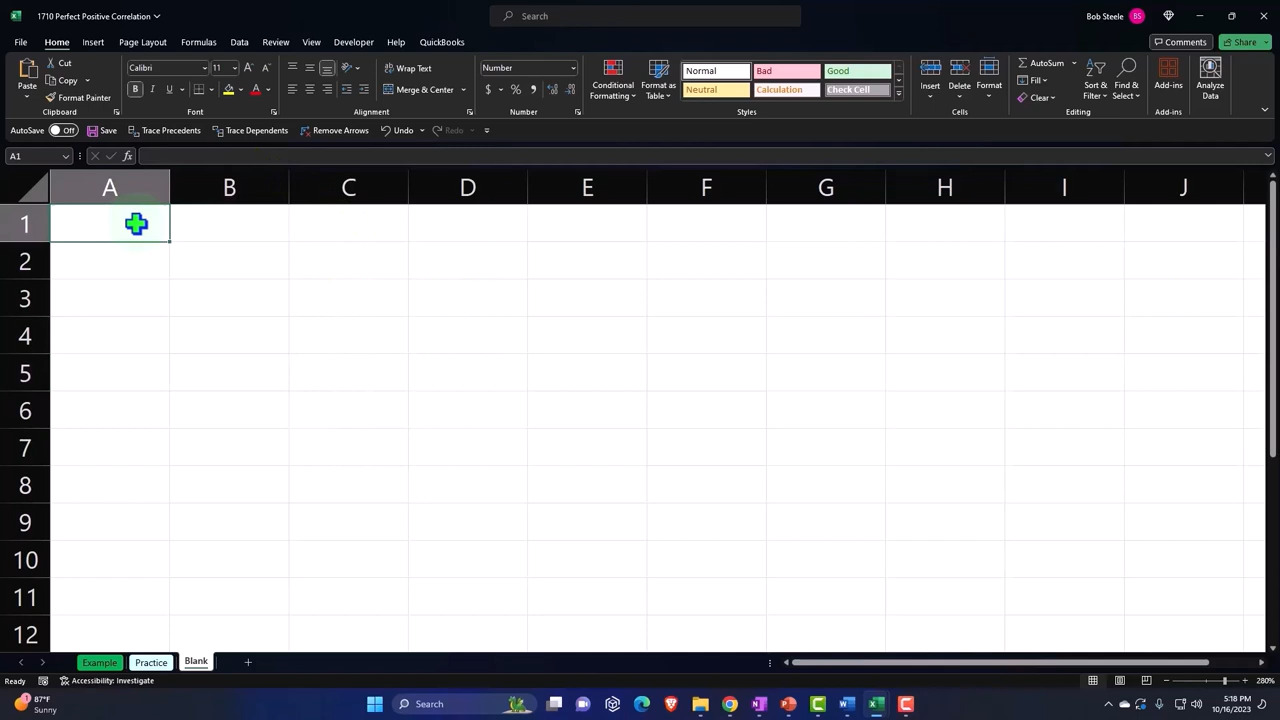 1710 Perfect Positive Correlation
Search
Bob Steele
BS
File Home Insert Page Layout Formulas Data Review View Developer Help QuickBooks
Comments Share
Paste
Cut
Copy
Format Painter
Clipboard
Calibri 11
B I U
Font
Wrap Text
Merge & Center
Alignment
Number
$ % 9
Number
Conditional Formatting
Format as Table
Normal Bad Good
Neutral Calculation Check Cell
Styles
Insert Delete Format
Cells
AutoSum
Fill
Clear
Sort & Filter
Find & Select
Editing
Add-ins
Add-ins
Analyze Data
AutoSave Off Save Trace Precedents Trace Dependents Remove Arrows Undo Redo
A1
fx
A B C D E F G H I J
1
2
3
4
5
6
7
8
9
10
11
12
Example Practice Blank
Ready Accessibility: Investigate
280%
1
87°F
Sunny
Search
5:18 PM
10/16/2023